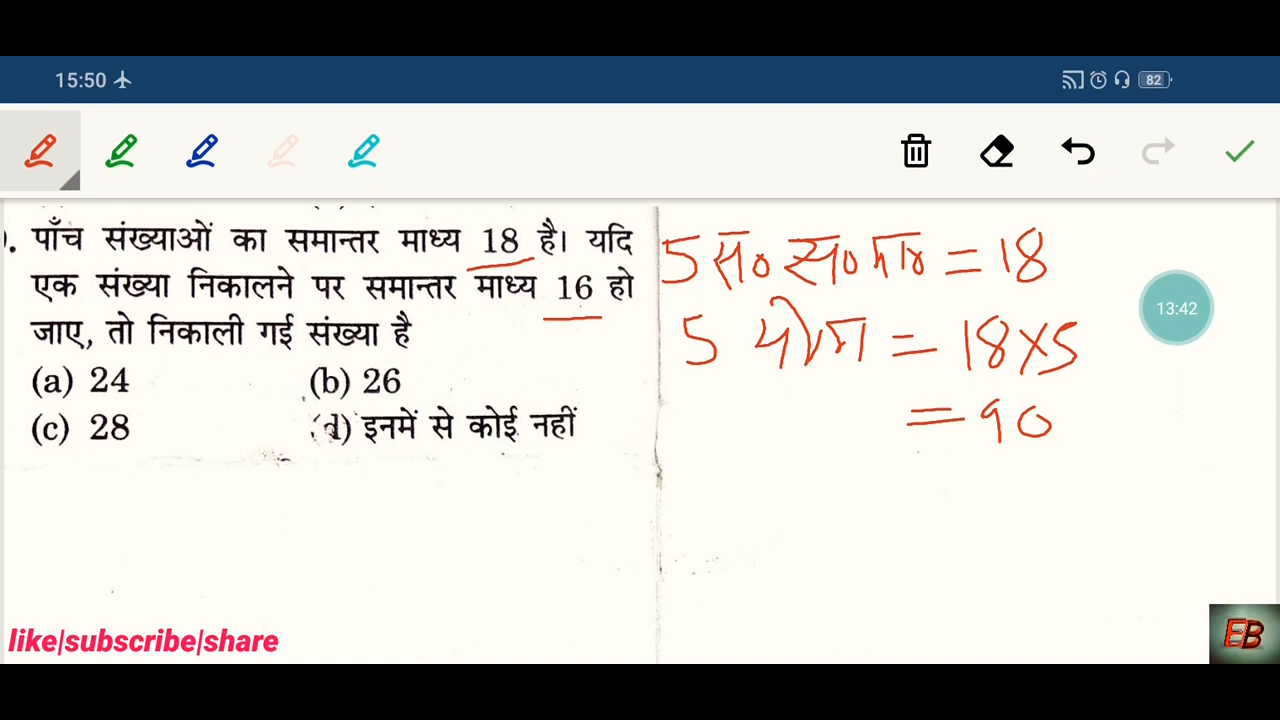 15:50
82
. पाँच संख्याओं का समान्तर माध्य 18 है। यदि
एक संख्या निकालने पर समान्तर माध्य 16 हो
जाए, तो निकाली गई संख्या है
(a) 24 (b) 26
(c) 28 (d) इनमें से कोई नहीं
5 सं० स० मा० = 18
5 योग = 18×5
= 90
13:42
like|subscribe|share
EB